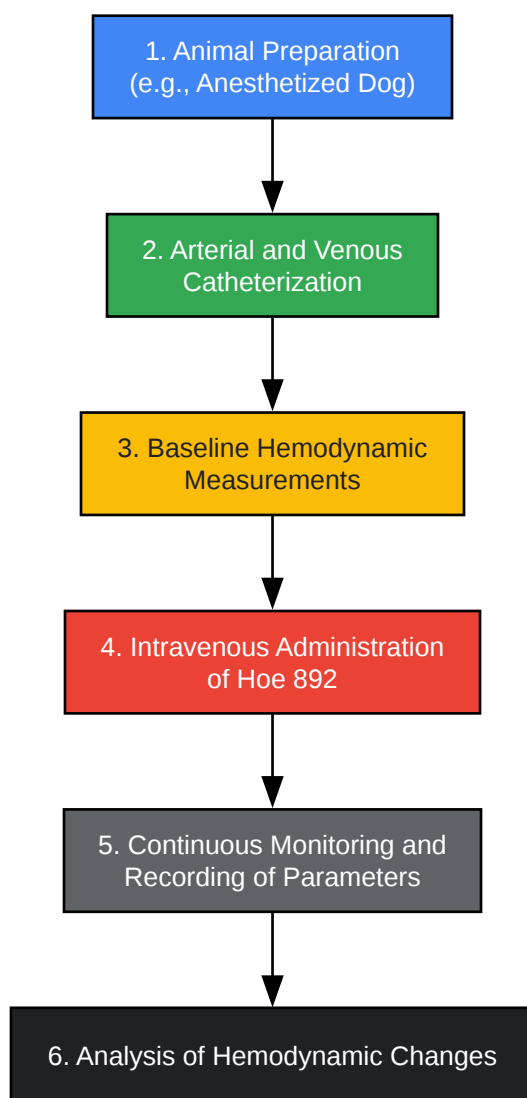 1. Animal Preparation
(e.g., Anesthetized Dog)
2. Arterial and Venous
Catheterization
3. Baseline Hemodynamic
Measurements
4. Intravenous Administration
of Hoe 892
5. Continuous Monitoring and
Recording of Parameters
6. Analysis of Hemodynamic Changes